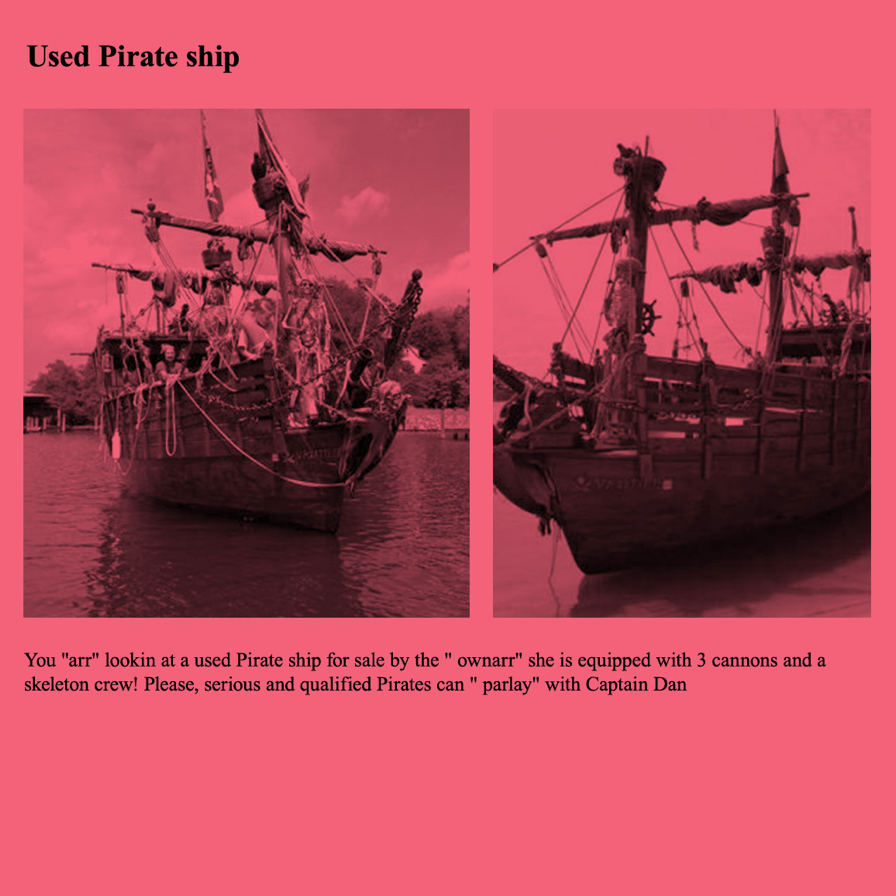 Used Pirate ship
You "arr" lookin at a used Pirate ship for sale by the " ownarr" she is equipped with 3 cannons and a
skeleton crew! Please, serious and qualified Pirates can " parlay" with Captain Dan